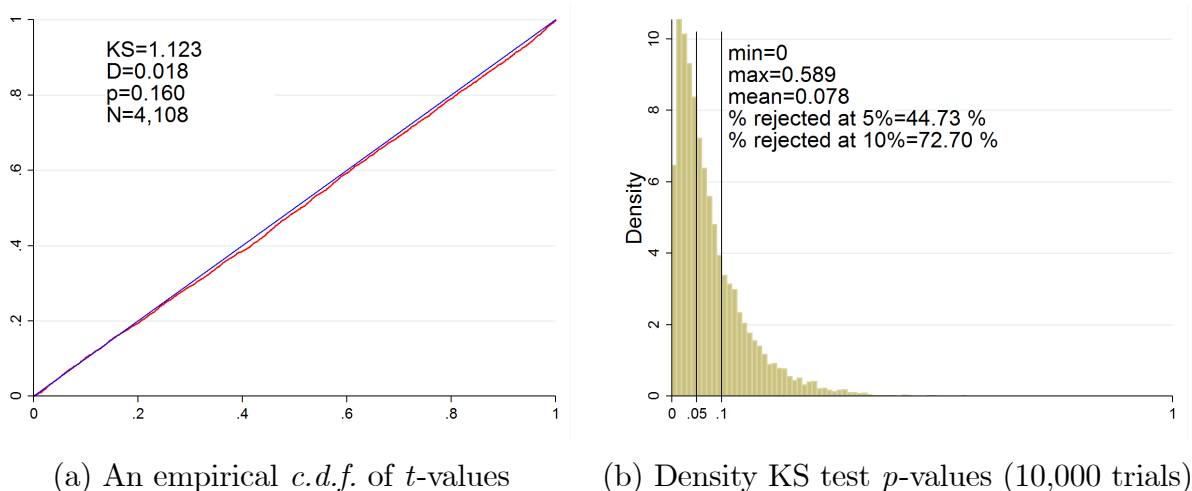 1
.8
.6
.4
.2
0
KS=1.123
D=0.018
p=0.160
N=4,108
0 .2 .4 .6 .8 1
(a) An empirical c.d.f. of t-values
10
8
6
4
2
0
Density
min=0
max=0.589
mean=0.078
% rejected at 5%=44.73 %
% rejected at 10%=72.70 %
0 .05 .1 1
(b) Density KS test p-values (10,000 trials)